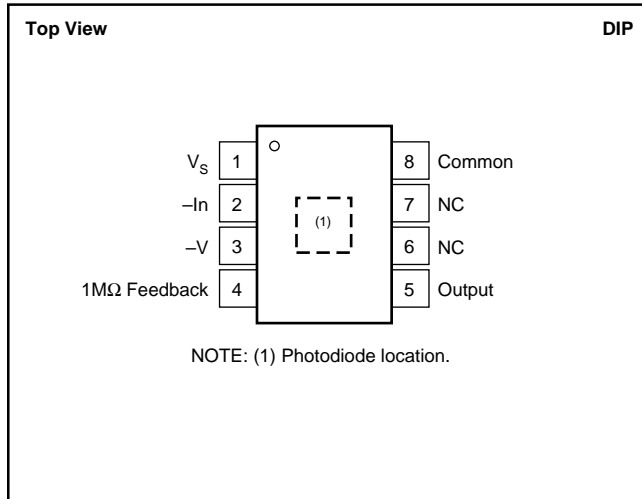 Top View DIP
V_S 1 8 Common
–In 2 7 NC
(1)
–V 3 6 NC
1MΩ Feedback 4 5 Output
NOTE: (1) Photodiode location.